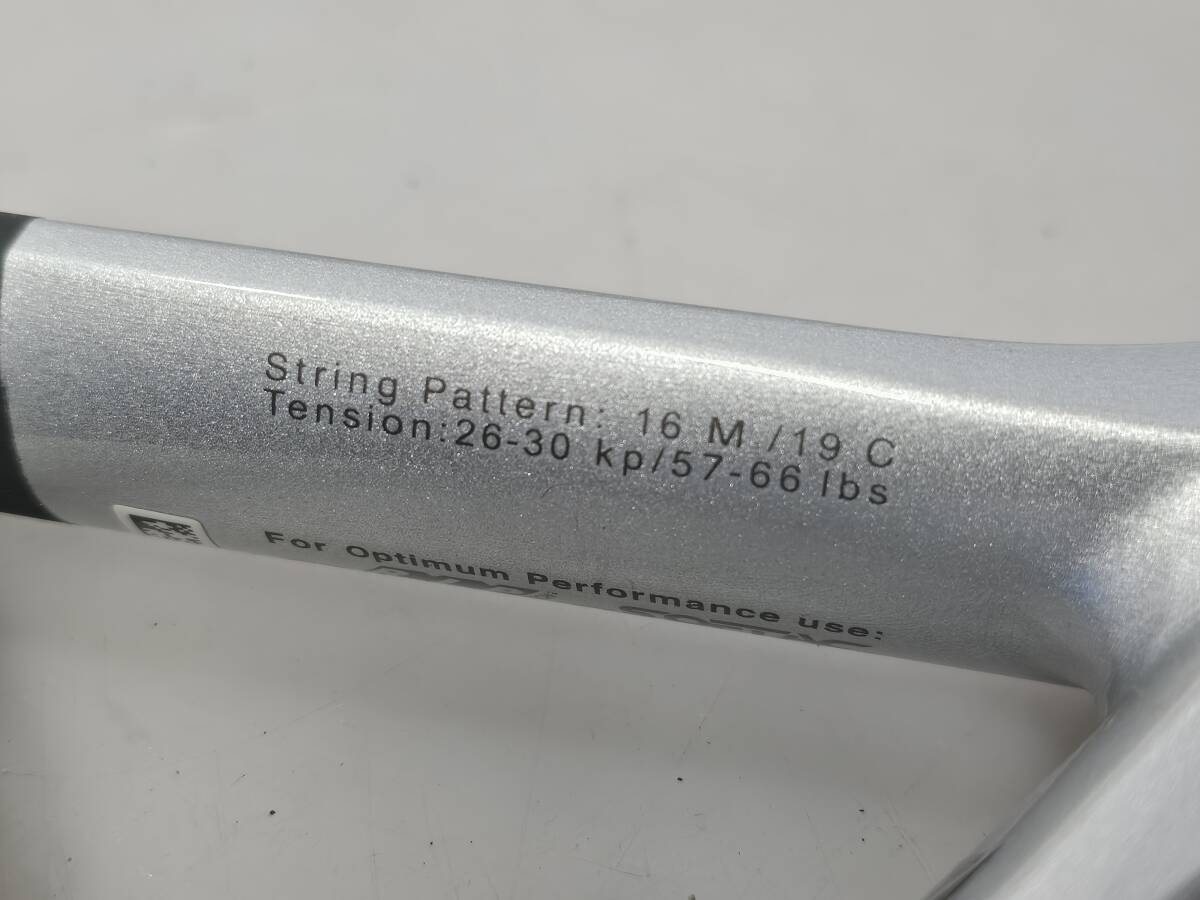 String Pattern: 16 M /19 C
Tension:26-30 kp/57-66 lbs
For Optimum Performance use: